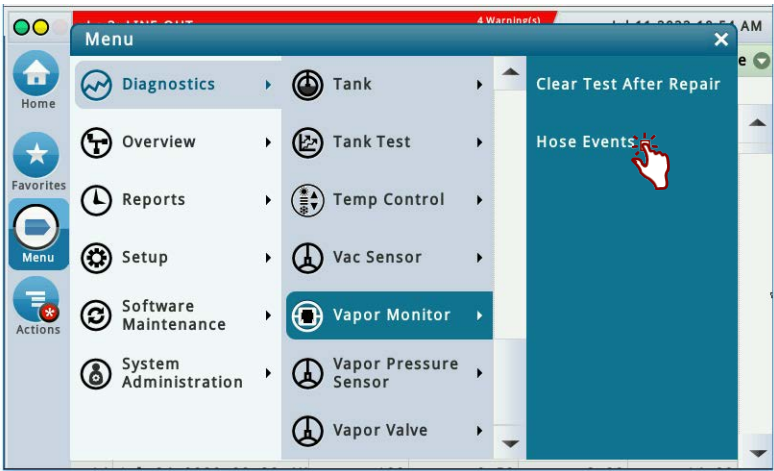 4 Warning(s)
AM
Menu
Home
Favorites
Menu
Actions
Diagnostics
Overview
Reports
Setup
Software
Maintenance
System
Administration
Tank
Tank Test
Temp Control
Vac Sensor
Vapor Monitor
Vapor Pressure
Sensor
Vapor Valve
Clear Test After Repair
Hose Events